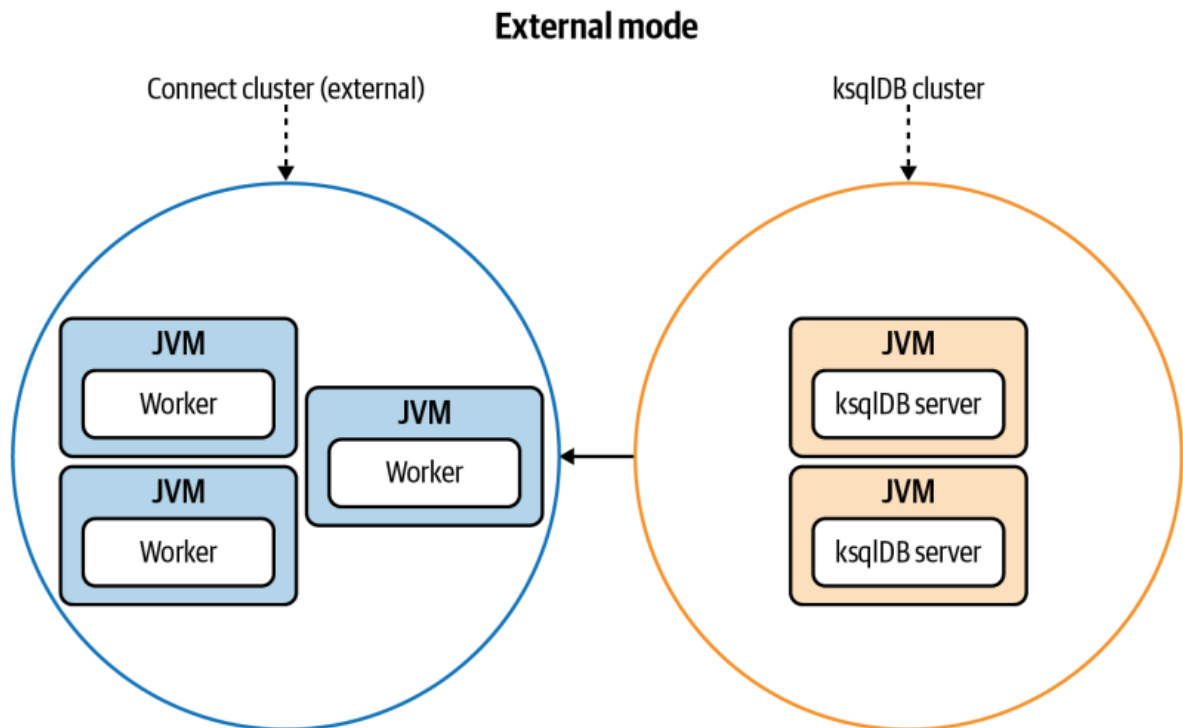 External mode
Connect cluster (external)
ksqlDB cluster
JVM
Worker
JVM
Worker
JVM
Worker
JVM
ksqlDB server
JVM
ksqlDB server